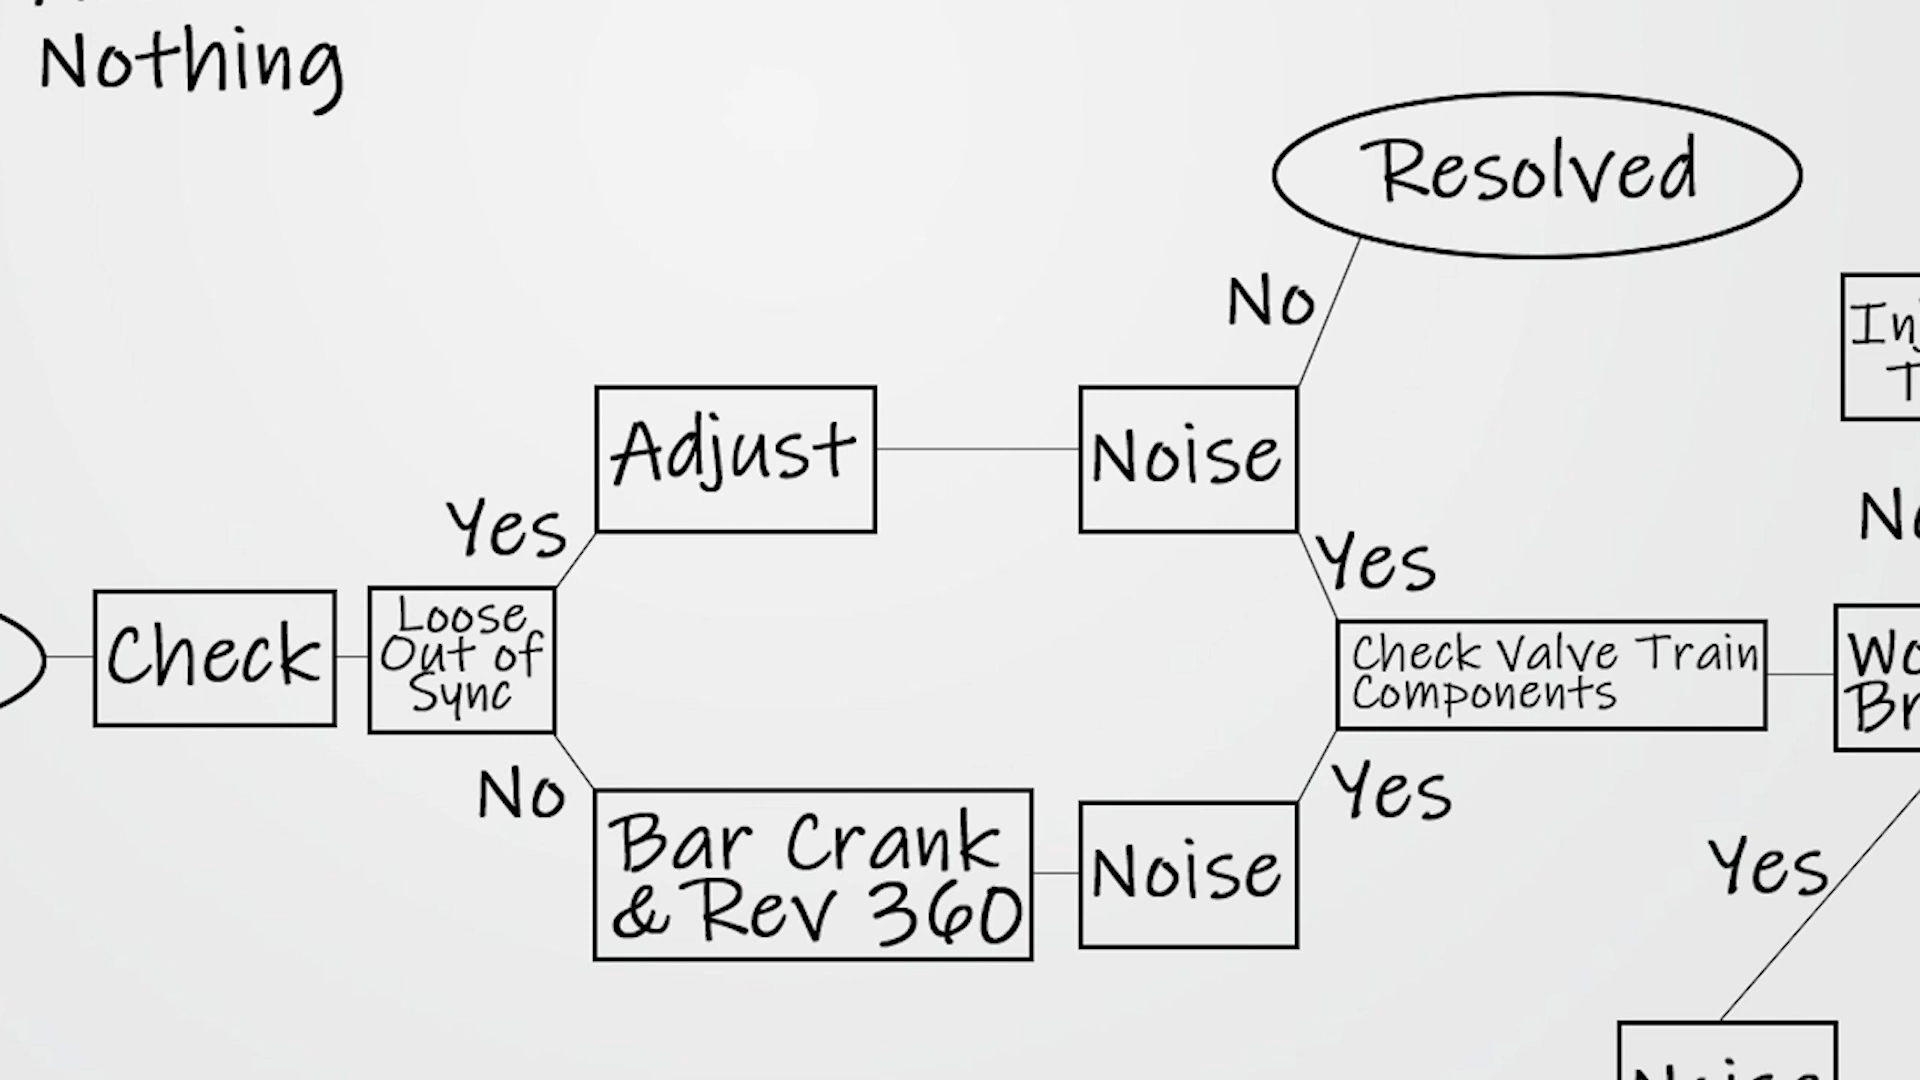 Nothing
Resolved
No
Adjust
Noise
Yes
Yes
Check
Loose
Out of
Sync
Check Valve Train
Components
No
Yes
Bar Crank
& Rev 360
Noise
Yes
Noise